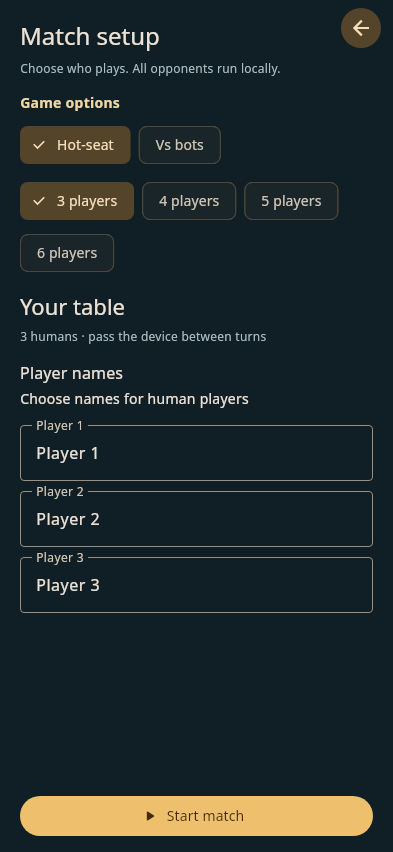 Match setup
Choose who plays. All opponents run locally.
Game options
Hot-seat
Vs bots
3 players
4 players
5 players
6 players
Your table
3 humans · pass the device between turns
Player names
Choose names for human players
Player 1
Player 1
Player 2
Player 2
Player 3
Player 3
Start match